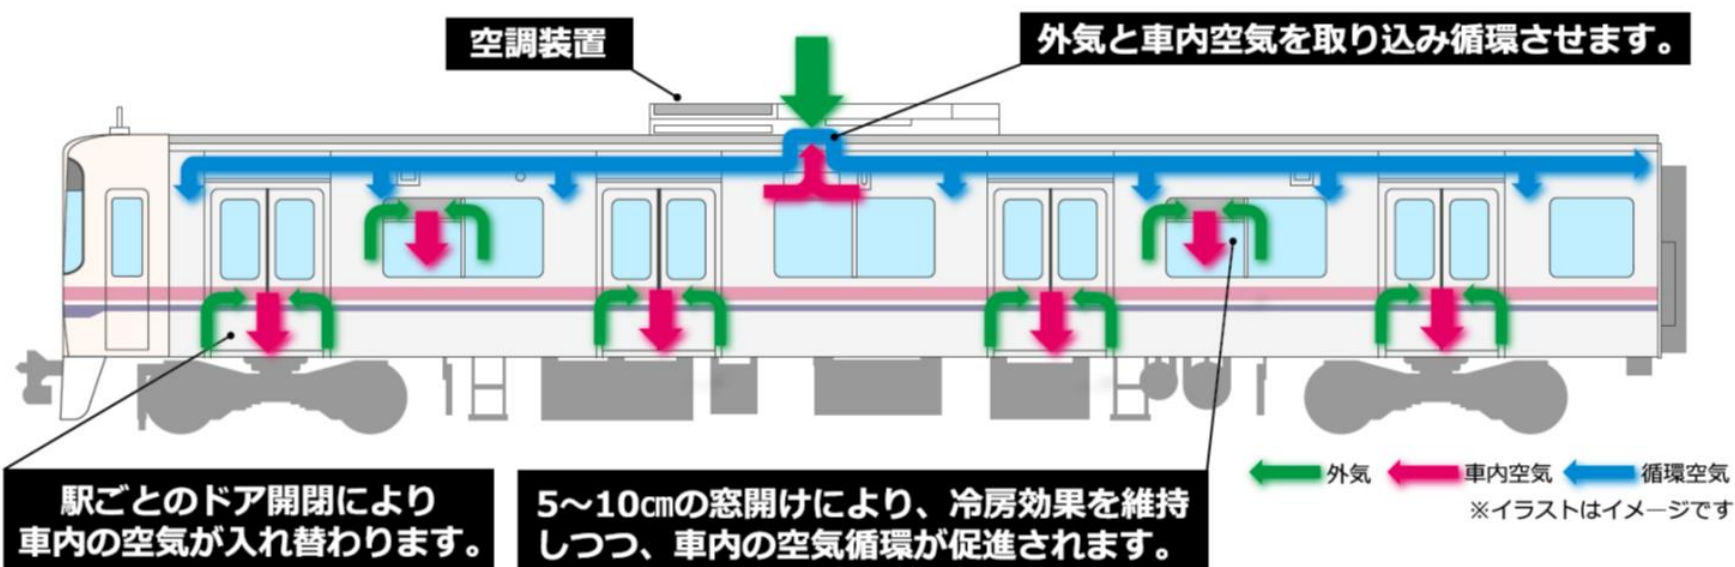 空調装置
外気と車内空気を取り込み循環させます。
駅ごとのドア開閉により
車内の空気が入れ替わります。
5～10㎝の窓開けにより、冷房効果を維持
しつつ、車内の空気循環が促進されます。
外気 車内空気 循環空気
※イラストはイメージです